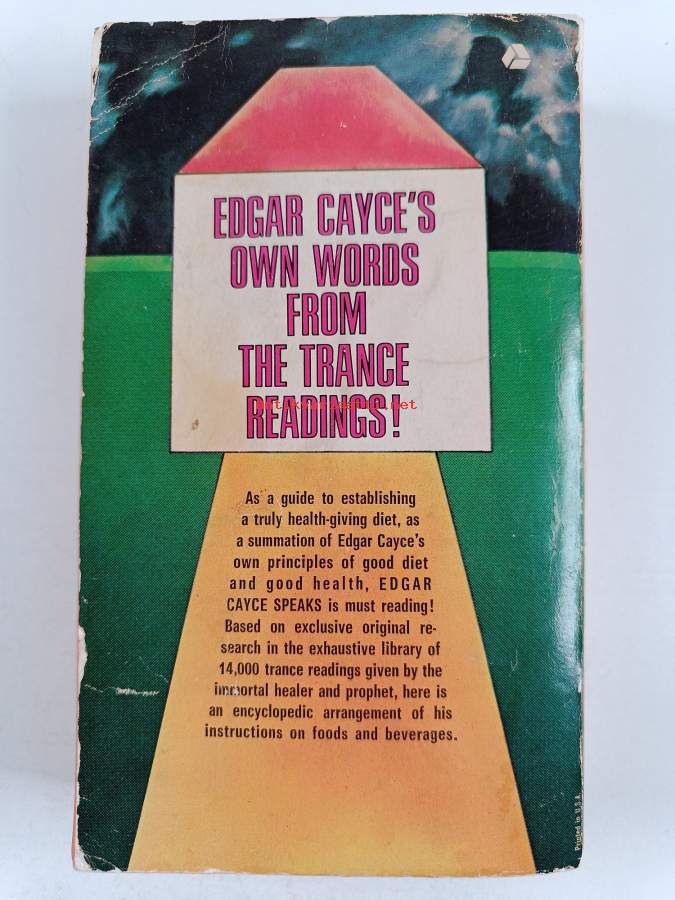 EDGAR CAYCE'S
OWN WORDS
FROM
THE TRANCE
READINGS!
As a guide to establishing
a truly health-giving diet, as
a summation of Edgar Cayce's
own principles of good diet
and good health, EDGAR
CAYCE SPEAKS is must reading!
Based on exclusive original re-
search in the exhaustive library of
14,000 trance readings given by the
immortal healer and prophet, here is
an encyclopedic arrangement of his
instructions on foods and beverages.
Printed in U.S.A.